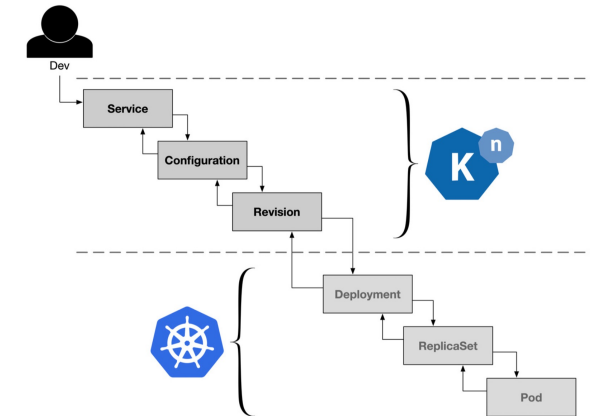 Dev
Service
Configuration
Revision
K
n
Deployment
ReplicaSet
Pod